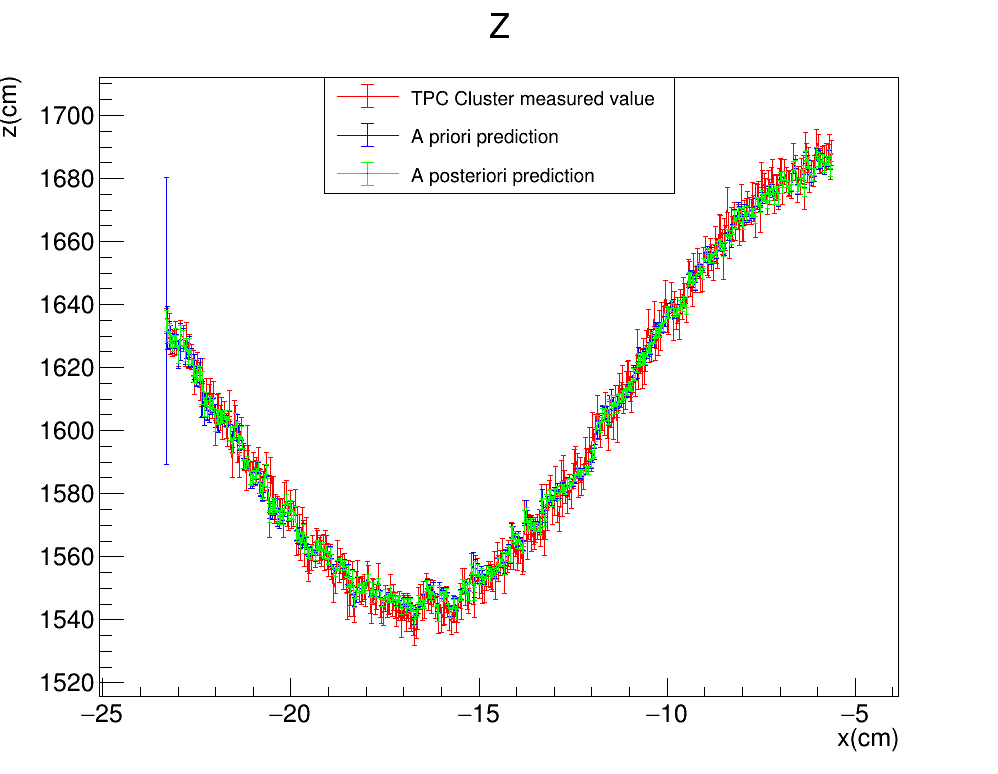 Z
z(cm)
TPC Cluster measured value
A priori prediction
A posteriori prediction
1700
1680
1660
1640
1620
1600
1580
1560
1540
1520
−25
−20
−15
−10
−5
x(cm)